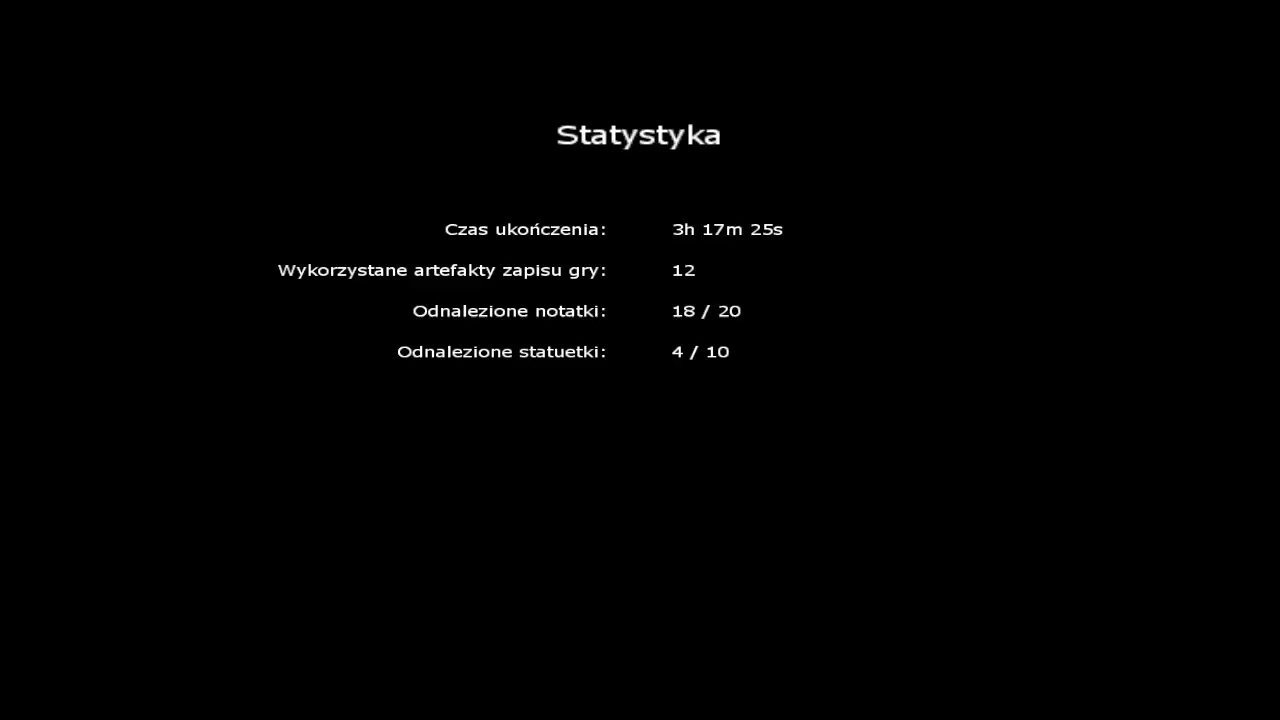 Statystyka
Czas ukończenia: 3h 17m 25s
Wykorzystane artefakty zapisu gry: 12
Odnalezione notatki: 18 / 20
Odnalezione statuetki: 4 / 10